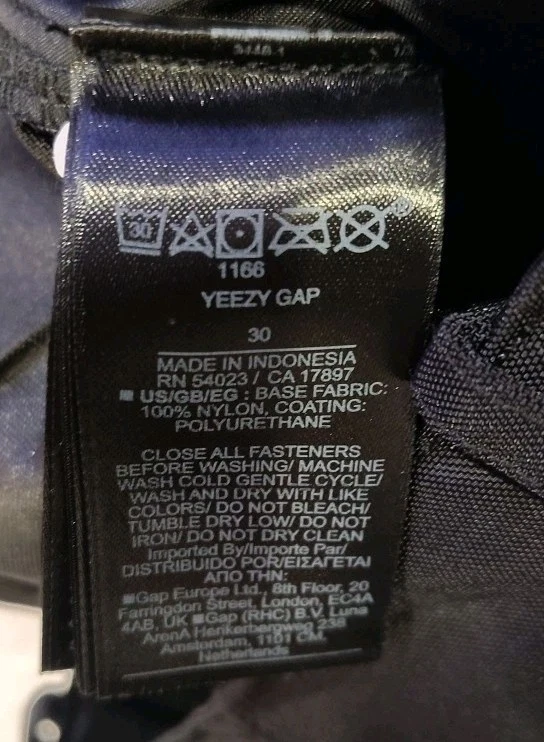 30
1166
YEEZY GAP
30
MADE IN INDONESIA
RN 54023 / CA 17897
US/GB/EG : BASE FABRIC:
100% NYLON, COATING:
POLYURETHANE
CLOSE ALL FASTENERS
BEFORE WASHING/ MACHINE
WASH COLD GENTLE CYCLE/
WASH AND DRY WITH LIKE
COLORS/ DO NOT BLEACH/
TUMBLE DRY LOW/ DO NOT
IRON/ DO NOT DRY CLEAN
Imported By/Importe Par/
DISTRIBUIDO POR/ΕΙΣΑΓΕΤΑΙ
ΑΠΟ ΤΗΝ:
Gap Europe Ltd., 8th Floor, 20
Farringdon Street, London, EC4A
4AB, UK Gap (RHC) B.V. Luna
ArenA Herikerbergweg 238
Amsterdam, 1101 CM,
Netherlands